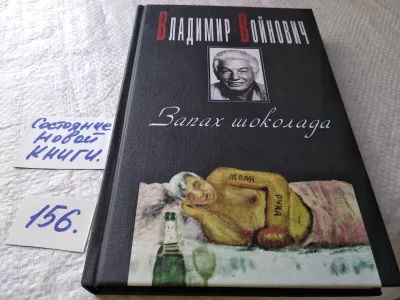 Владимир Войнович
Запах шоколада
ЛЕВАЯ
РУКА
Состояние
новой
книги.
156.